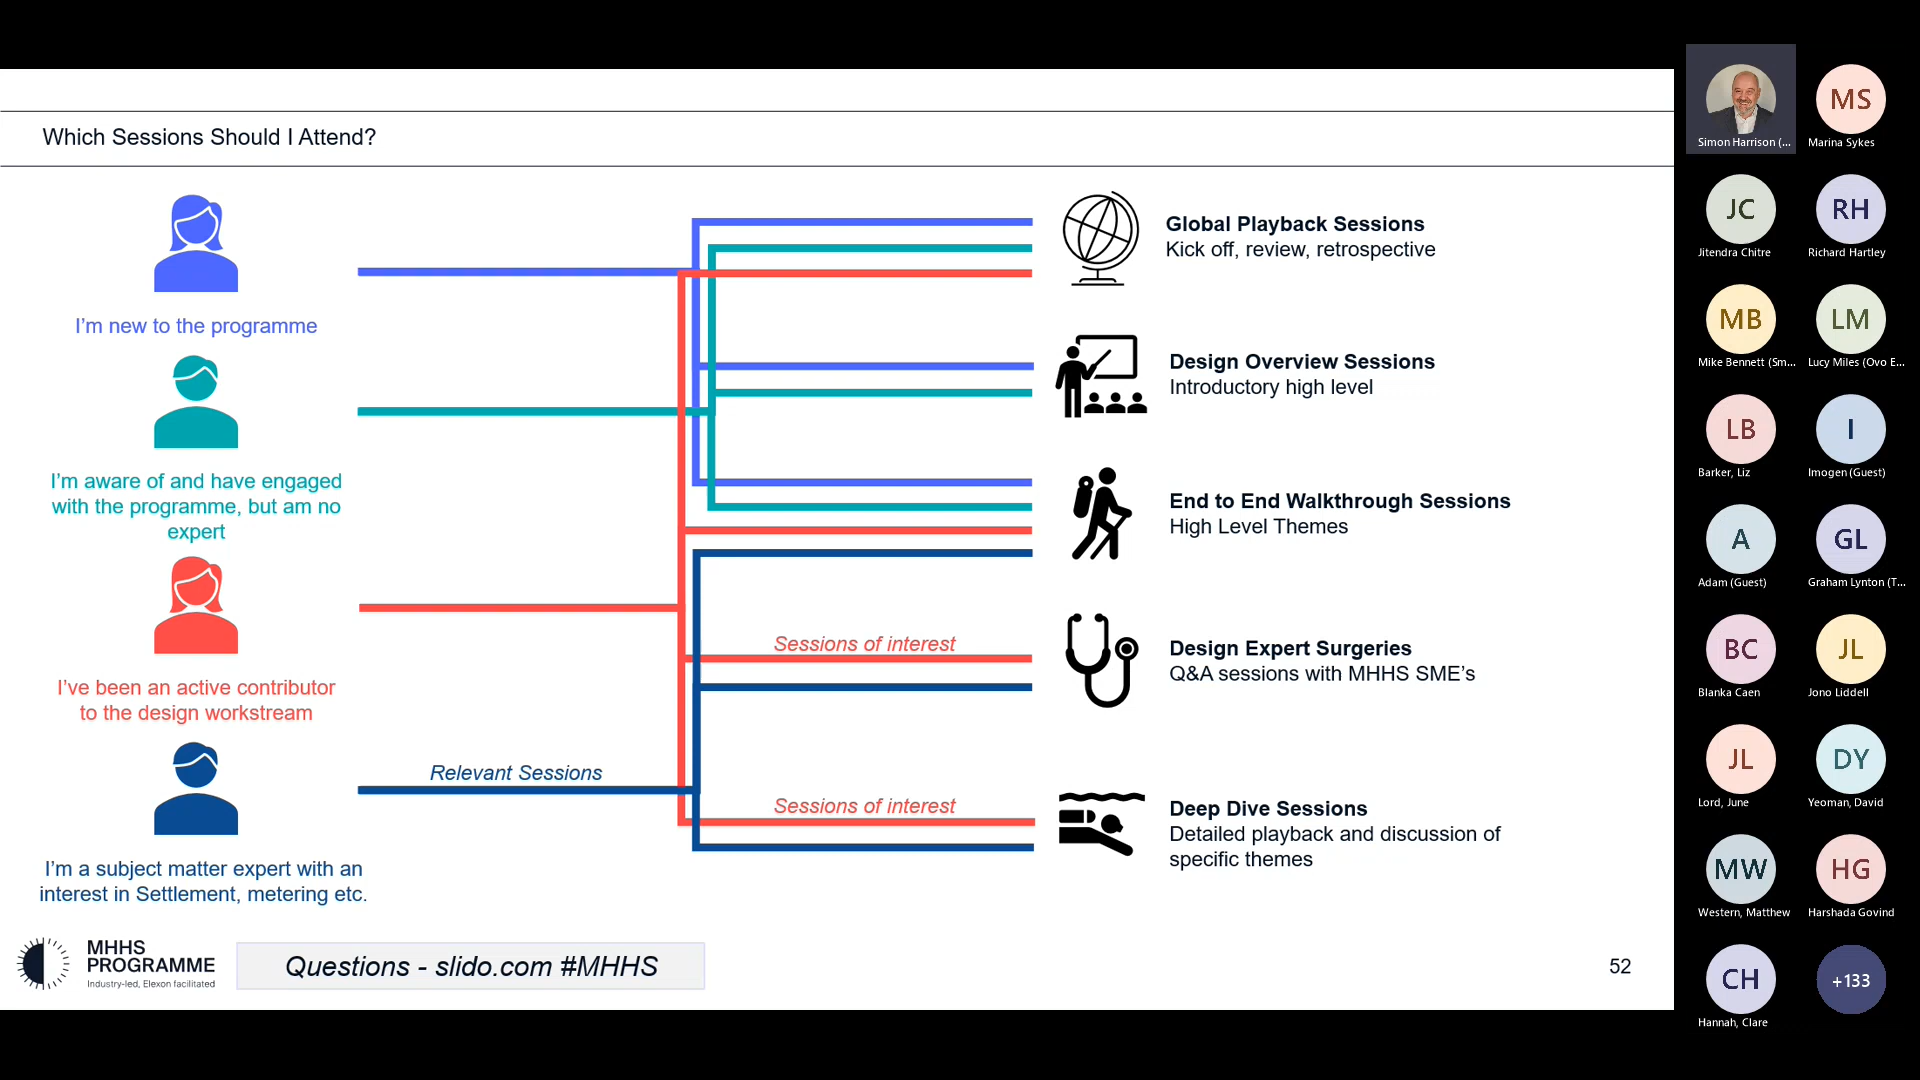 Which Sessions Should I Attend?
I'm new to the programme
I'm aware of and have engaged
with the programme, but am no
expert
I've been an active contributor
to the design workstream
I'm a subject matter expert with an
interest in Settlement, metering etc.
Relevant Sessions
Sessions of interest
Sessions of interest
Global Playback Sessions
Kick off, review, retrospective
Design Overview Sessions
Introductory high level
End to End Walkthrough Sessions
High Level Themes
Design Expert Surgeries
Q&A sessions with MHHS SME's
Deep Dive Sessions
Detailed playback and discussion of
specific themes
MHHS
PROGRAMME
Industry-led, Elexon facilitated
Questions - slido.com #MHHS
52
Simon Harrison (...
MS
Marina Sykes
JC
Jitendra Chitre
RH
Richard Hartley
MB
Mike Bennett (Sm...
LM
Lucy Miles (Ovo E...
LB
Barker, Liz
I
Imogen (Guest)
A
Adam (Guest)
GL
Graham Lynton (T...
BC
Blanka Caen
JL
Jono Liddell
JL
Lord, June
DY
Yeoman, David
MW
Western, Matthew
HG
Harshada Govind
CH
Hannah, Clare
+133